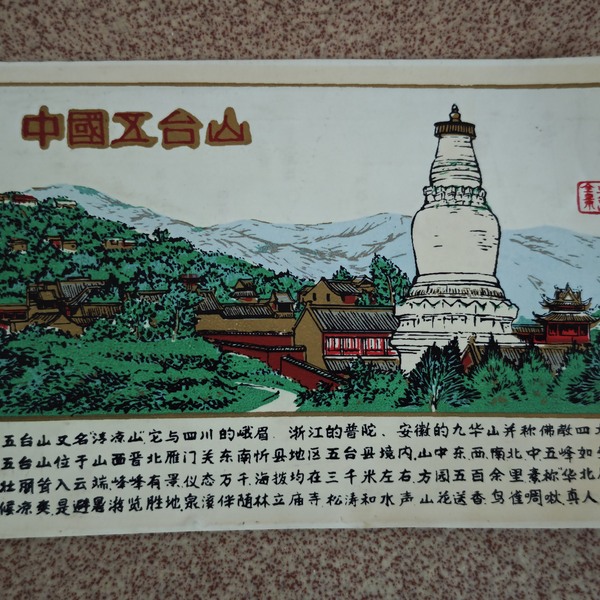 中國五台山
五台山又名"清凉山"它与四川的峨眉、浙江的普陀、安徽的九华山并称佛教四大
五台山位于山西晋北雁门关东南忻县地区五台县境内,山中东、西、南北中五峰如
壮丽耸入云端,峰峰有景仪态万千,海拨均在三千米左右,方园五百余里素称"华北屋
候凉爽是避暑游览胜地泉溪伴随林立庙寺松涛和水声山花送香鸟雀啁啾真人